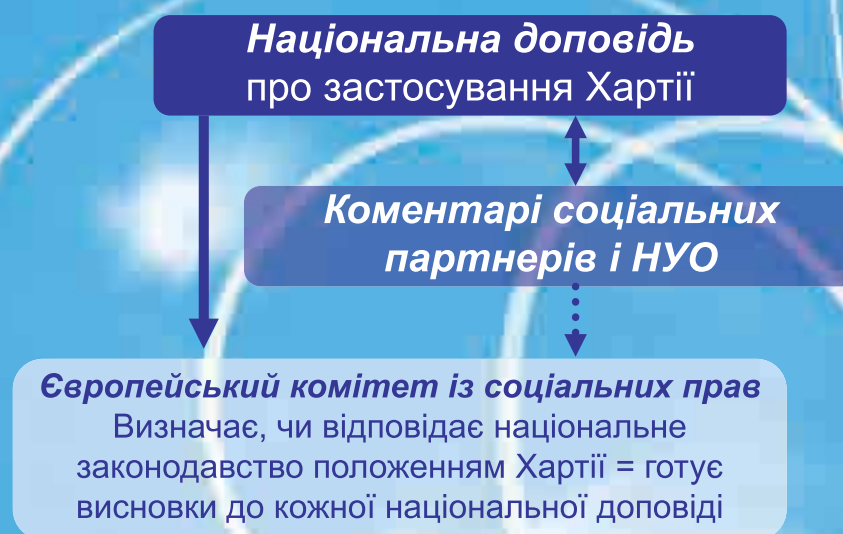 Національна доповідь
про застосування Хартії
Коментарі соціальних
партнерів і НУО
Європейський комітет із соціальних прав
Визначає, чи відповідає національне
законодавство положенням Хартії = готує
висновки до кожної національної доповіді